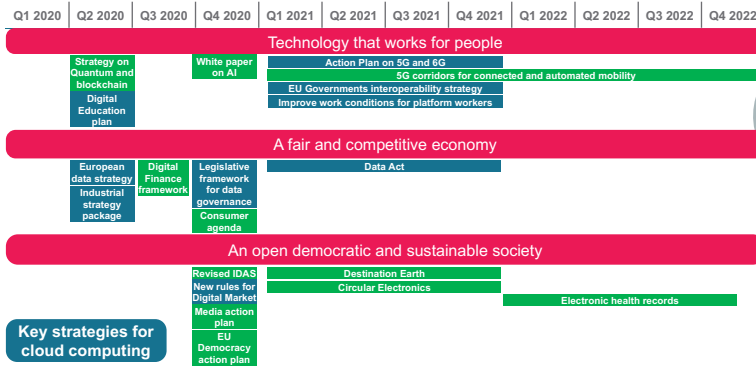 Q1 2020 Q2 2020 Q3 2020 Q4 2020 Q1 2021 Q2 2021 Q3 2021 Q4 2021 Q1 2022 Q2 2022 Q3 2022 Q4 2022
Technology that works for people
Strategy on
Quantum and
blockchain
Digital
Education
plan
White paper
on AI
Action Plan on 5G and 6G
5G corridors for connected and automated mobility
EU Governments interoperability strategy
Improve work conditions for platform workers
A fair and competitive economy
European
data strategy
Industrial
strategy
package
Digital
Finance
framework
Legislative
framework
for data
governance
Consumer
agenda
Data Act
An open democratic and sustainable society
Revised IDAS
New rules for
Digital Market
Media action
plan
EU
Democracy
action plan
Destination Earth
Circular Electronics
Electronic health records
Key strategies for
cloud computing